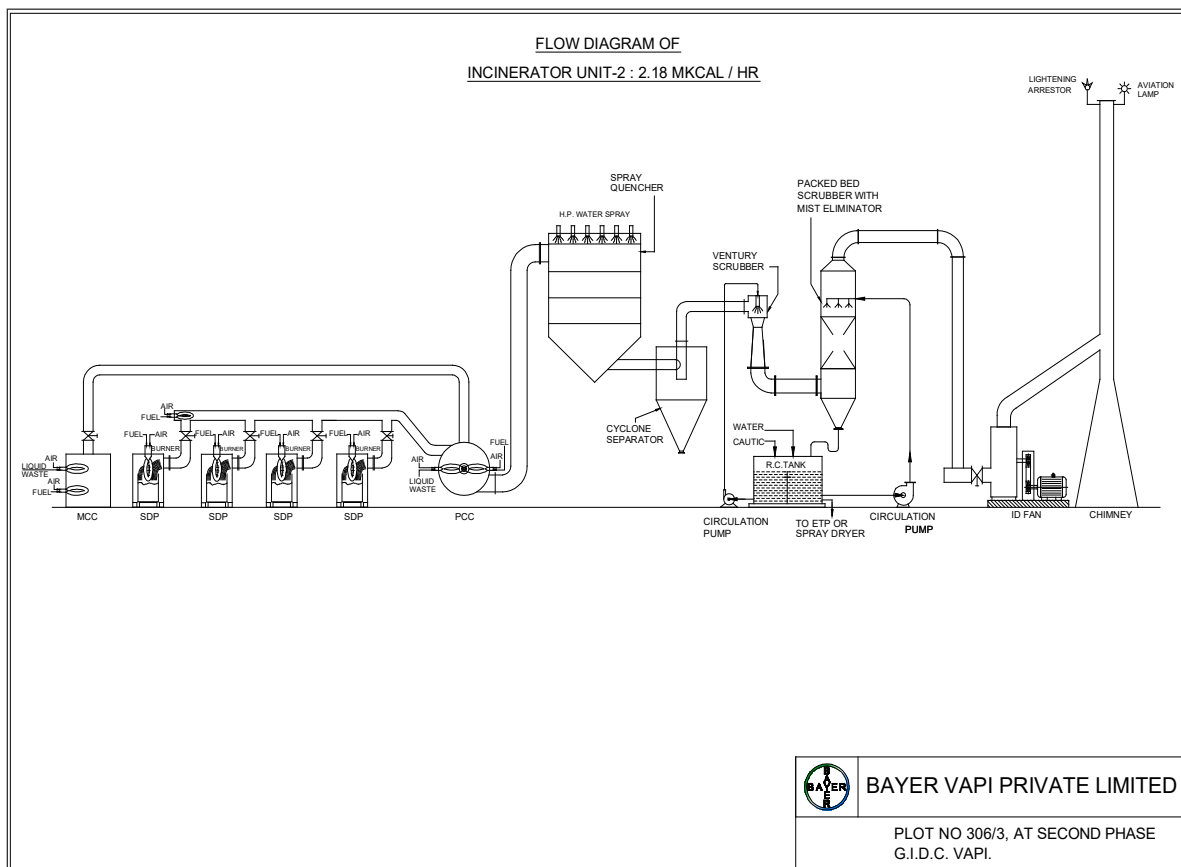 FLOW DIAGRAM OF
INCINERATOR UNIT-2 : 2.18 MKCAL / HR
LIGHTENING
ARRESTOR
AVIATION
LAMP
SPRAY
QUENCHER
H.P. WATER SPRAY
PACKED BED
SCRUBBER WITH
MIST ELIMINATOR
VENTURY
SCRUBBER
AIR
FUEL
FUEL
AIR
BURNER
FUEL
AIR
BURNER
FUEL
AIR
BURNER
FUEL
AIR
BURNER
AIR
LIQUID
WASTE
AIR
FUEL
AIR
LIQUID
WASTE
FUEL
AIR
CYCLONE
SEPARATOR
WATER
CAUTIC
R.C.TANK
MCC
SDP
SDP
SDP
SDP
PCC
CIRCULATION
PUMP
TO ETP OR
SPRAY DRYER
CIRCULATION
PUMP
ID FAN
CHIMNEY
BAYER
BAYER
BAYER VAPI PRIVATE LIMITED
PLOT NO 306/3, AT SECOND PHASE
G.I.D.C. VAPI.